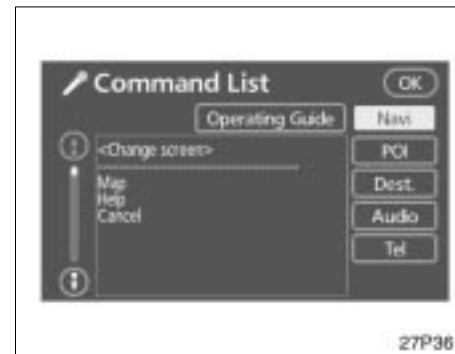 Command List
OK
Operating Guide
Navi
<Change screen>
POI
Map
Help
Cancel
Dest.
Audio
Tel
27P36